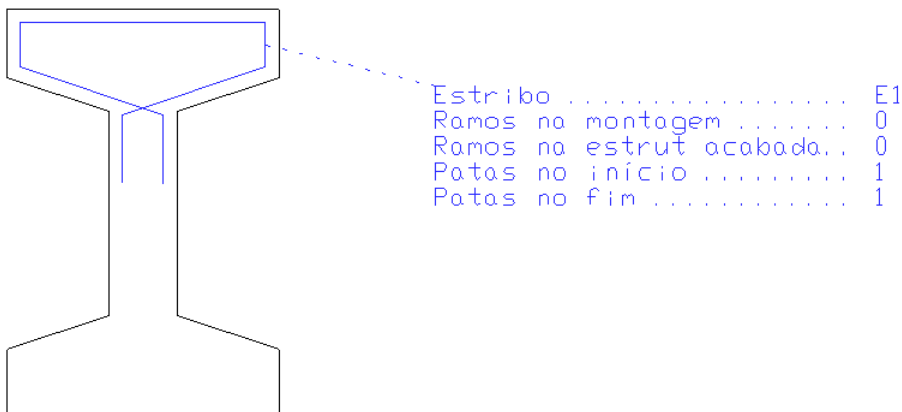 Estribo ................. E1
Ramos na montagem ....... 0
Ramos na estrut acabada.. 0
Patas no início ......... 1
Patas no fim ............ 1